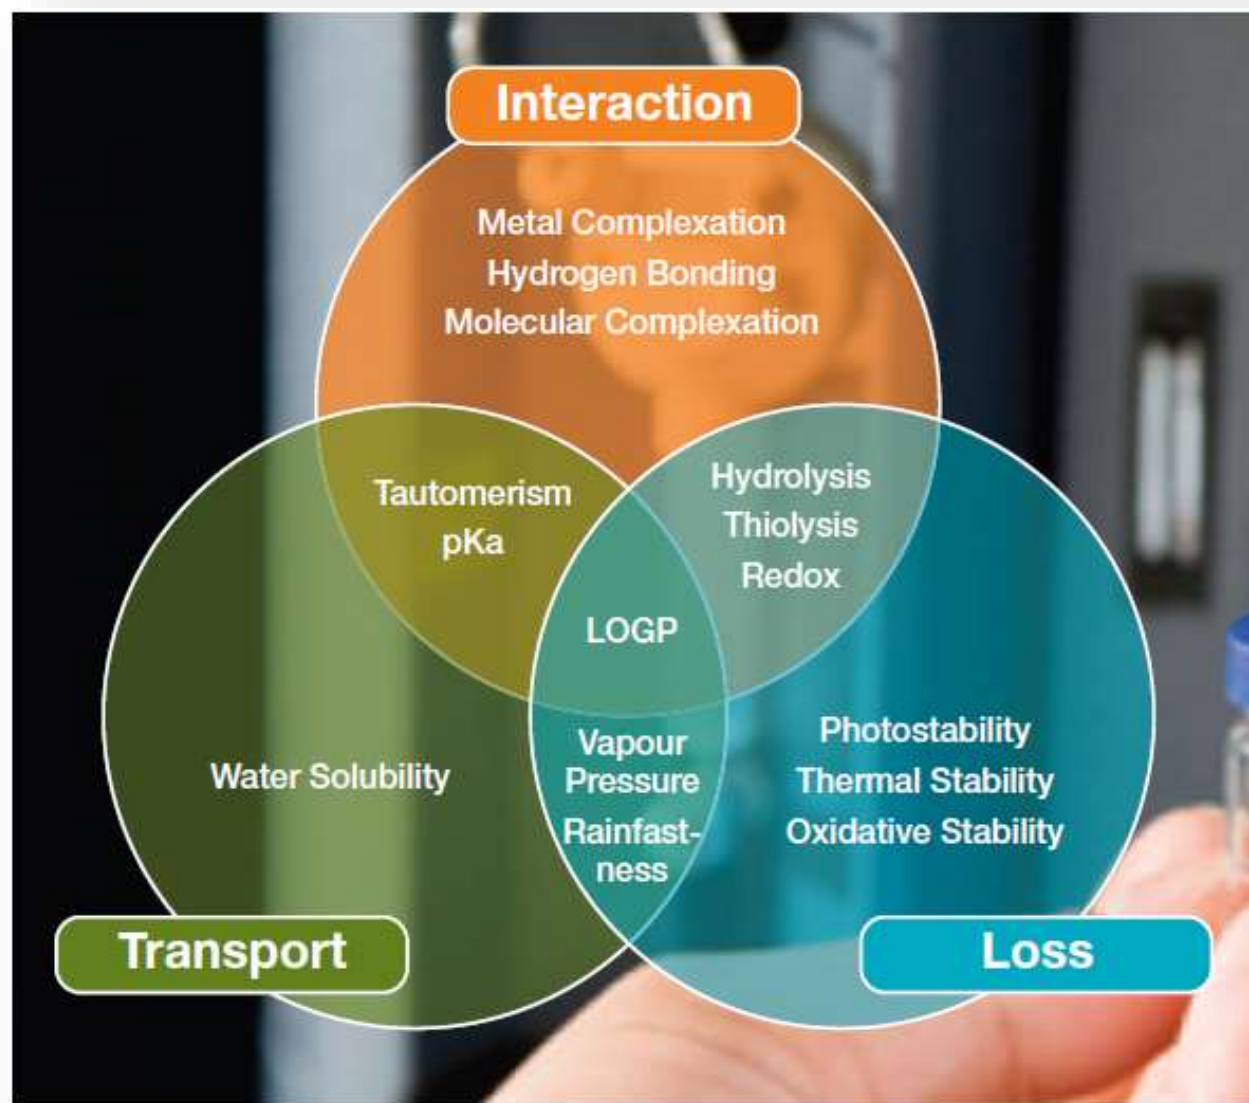 Interaction
Metal Complexation
Hydrogen Bonding
Molecular Complexation
Tautomerism
pKa
Hydrolysis
Thiolysis
Redox
LOGP
Water Solubility
Vapour
Pressure
Rainfast-
ness
Photostability
Thermal Stability
Oxidative Stability
Transport
Loss